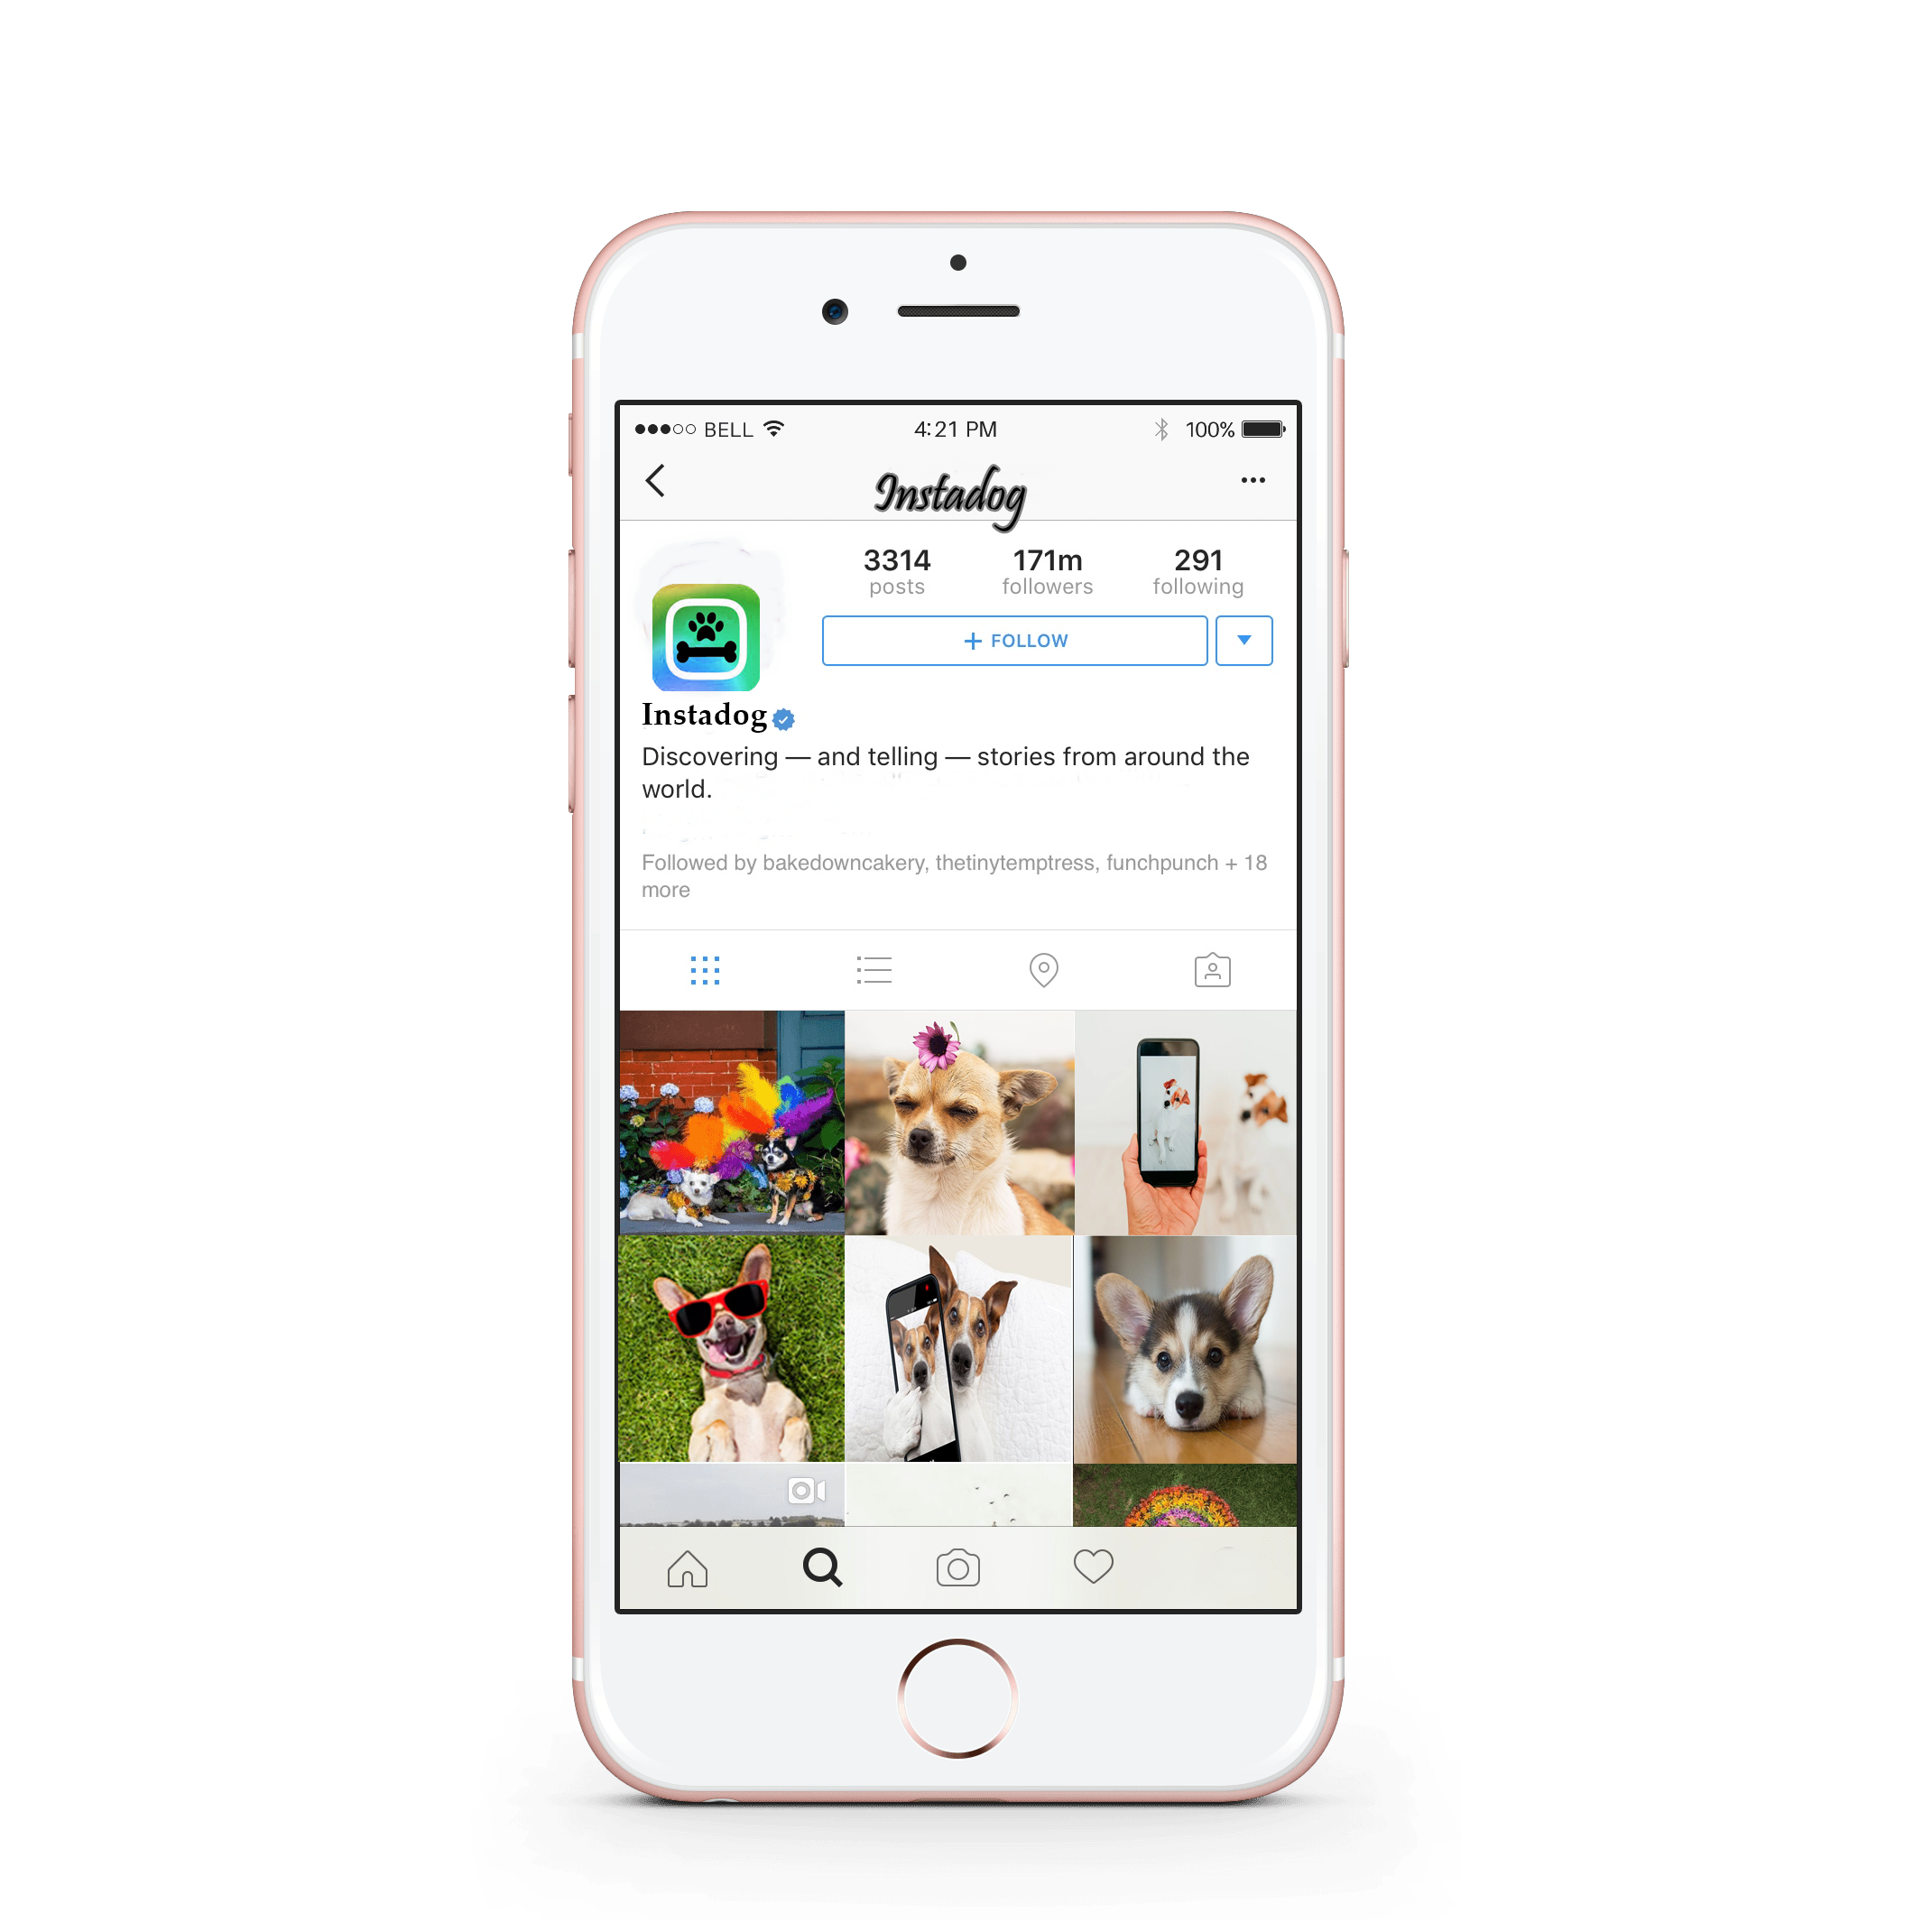 BELL 4:21 PM 100%
Instadog
3314 171m 291
posts followers following
+ FOLLOW
Instadog
Discovering — and telling — stories from around the
world.
Followed by bakedowncakery, thetinytemptress, funchpunch + 18
more